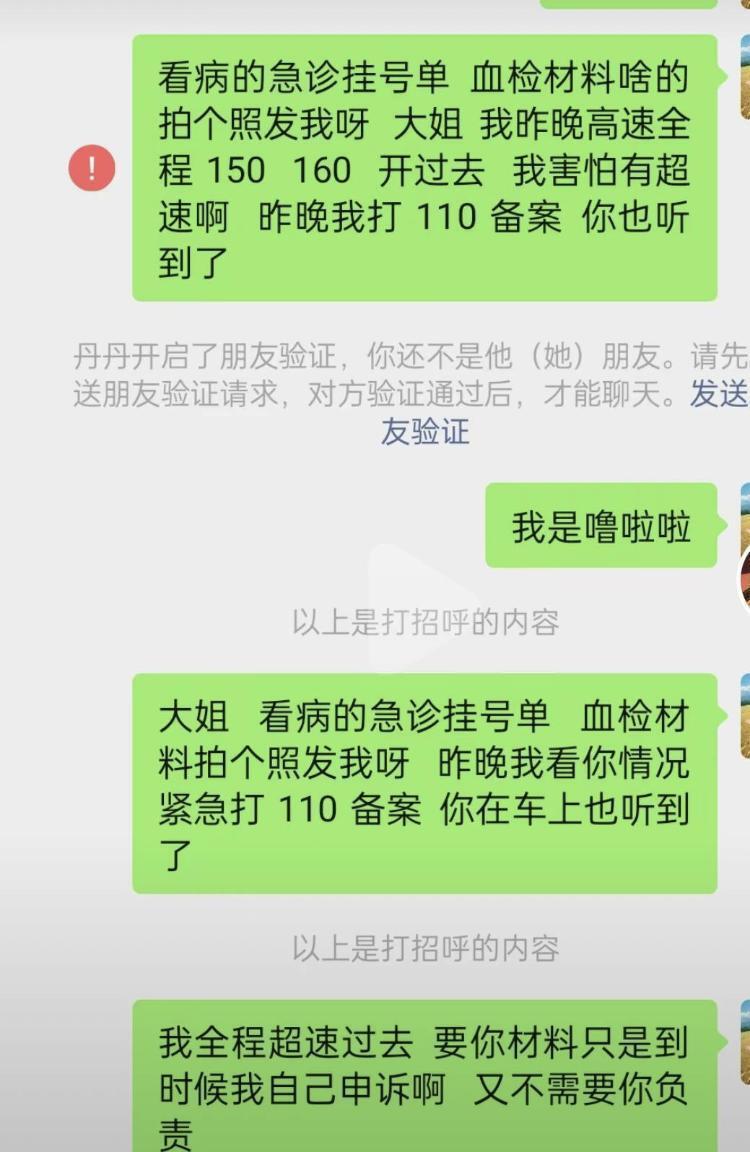 看病的急诊挂号单 血检材料啥的
拍个照发我呀 大姐 我昨晚高速全
程 150 160 开过去 我害怕有超
速啊 昨晚我打 110 备案 你也听
到了
丹丹开启了朋友验证，你还不是他（她）朋友。请先
送朋友验证请求，对方验证通过后，才能聊天。发送
友验证
我是噜啦啦
以上是打招呼的内容
大姐 看病的急诊挂号单 血检材
料拍个照发我呀 昨晚我看你情况
紧急打 110 备案 你在车上也听到
了
以上是打招呼的内容
我全程超速过去 要你材料只是到
时候我自己申诉啊 又不需要你负
责